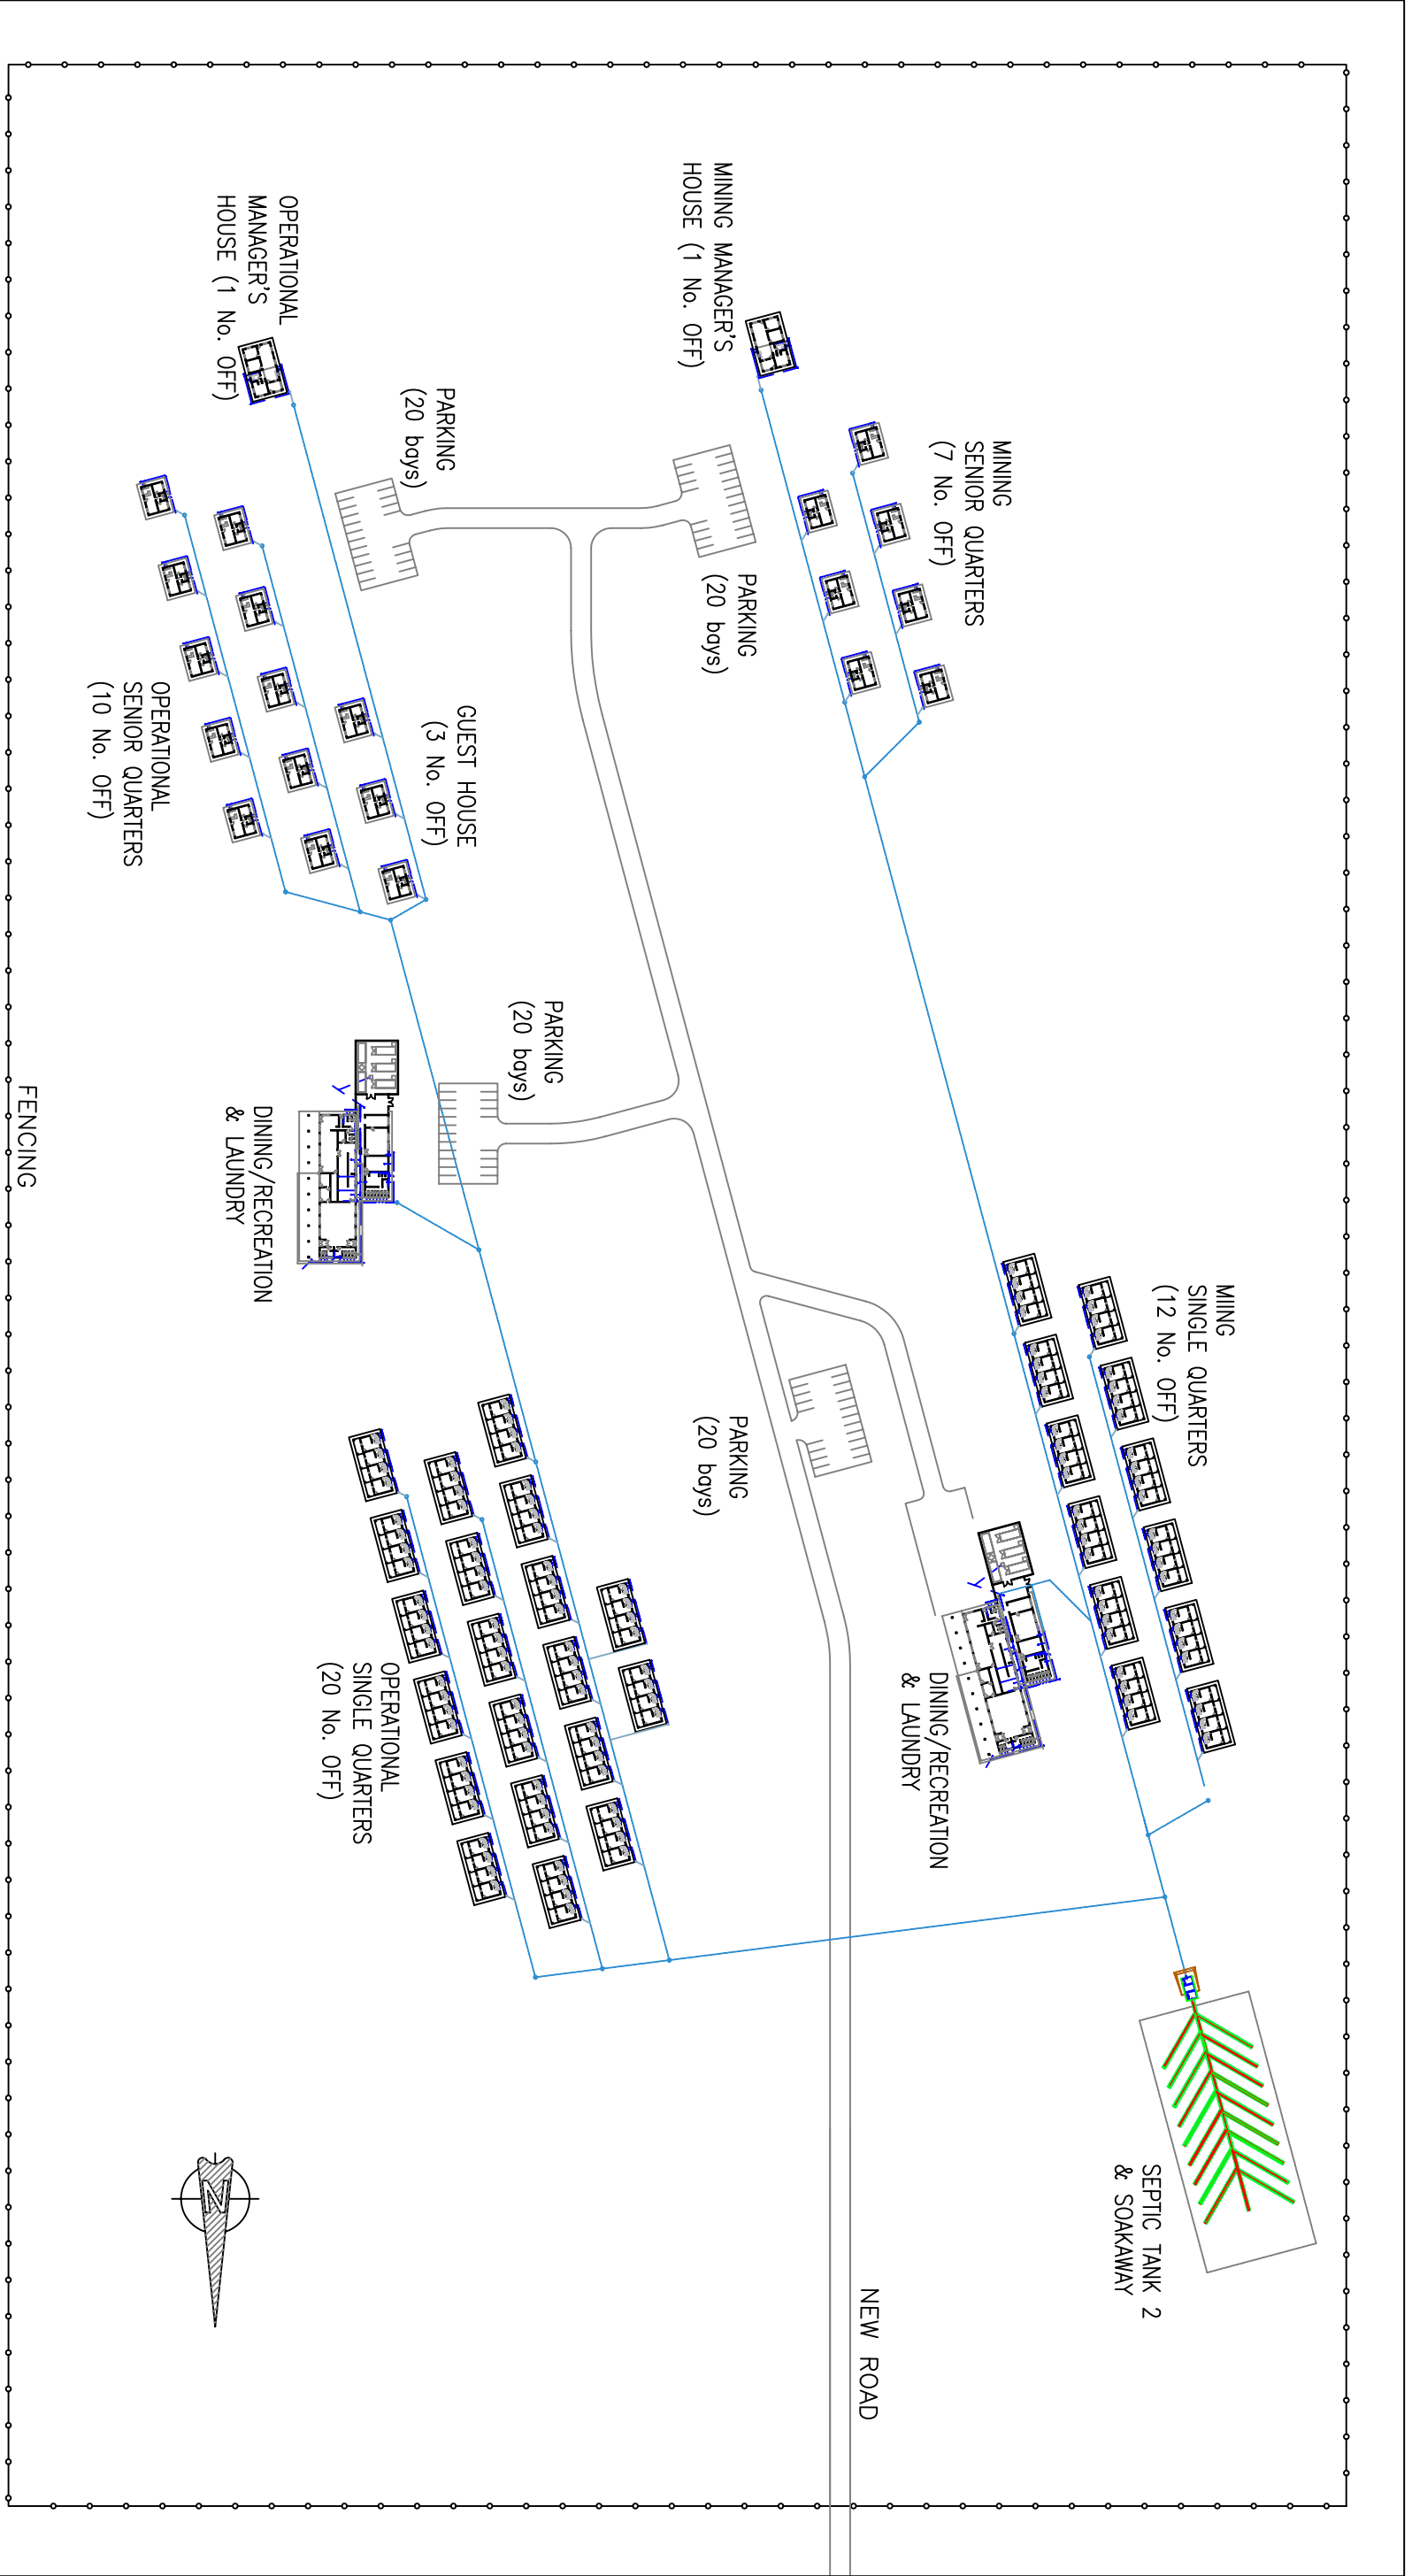 MIING
SINGLE QUARTERS
(12 No. OFF)
SEPTIC TANK 2
& SOAKAWAY
MINING
SENIOR QUARTERS
(7 No. OFF)
DINING/RECREATION
& LAUNDRY
NEW ROAD
MINING MANAGER'S
HOUSE (1 No. OFF)
PARKING
(20 bays)
PARKING
(20 bays)
PARKING
(20 bays)
GUEST HOUSE
(3 No. OFF)
PARKING
(20 bays)
OPERATIONAL
SINGLE QUARTERS
(20 No. OFF)
OPERATIONAL
MANAGER'S
HOUSE (1 No. OFF)
DINING/RECREATION
& LAUNDRY
N
OPERATIONAL
SENIOR QUARTERS
(10 No. OFF)
FENCING